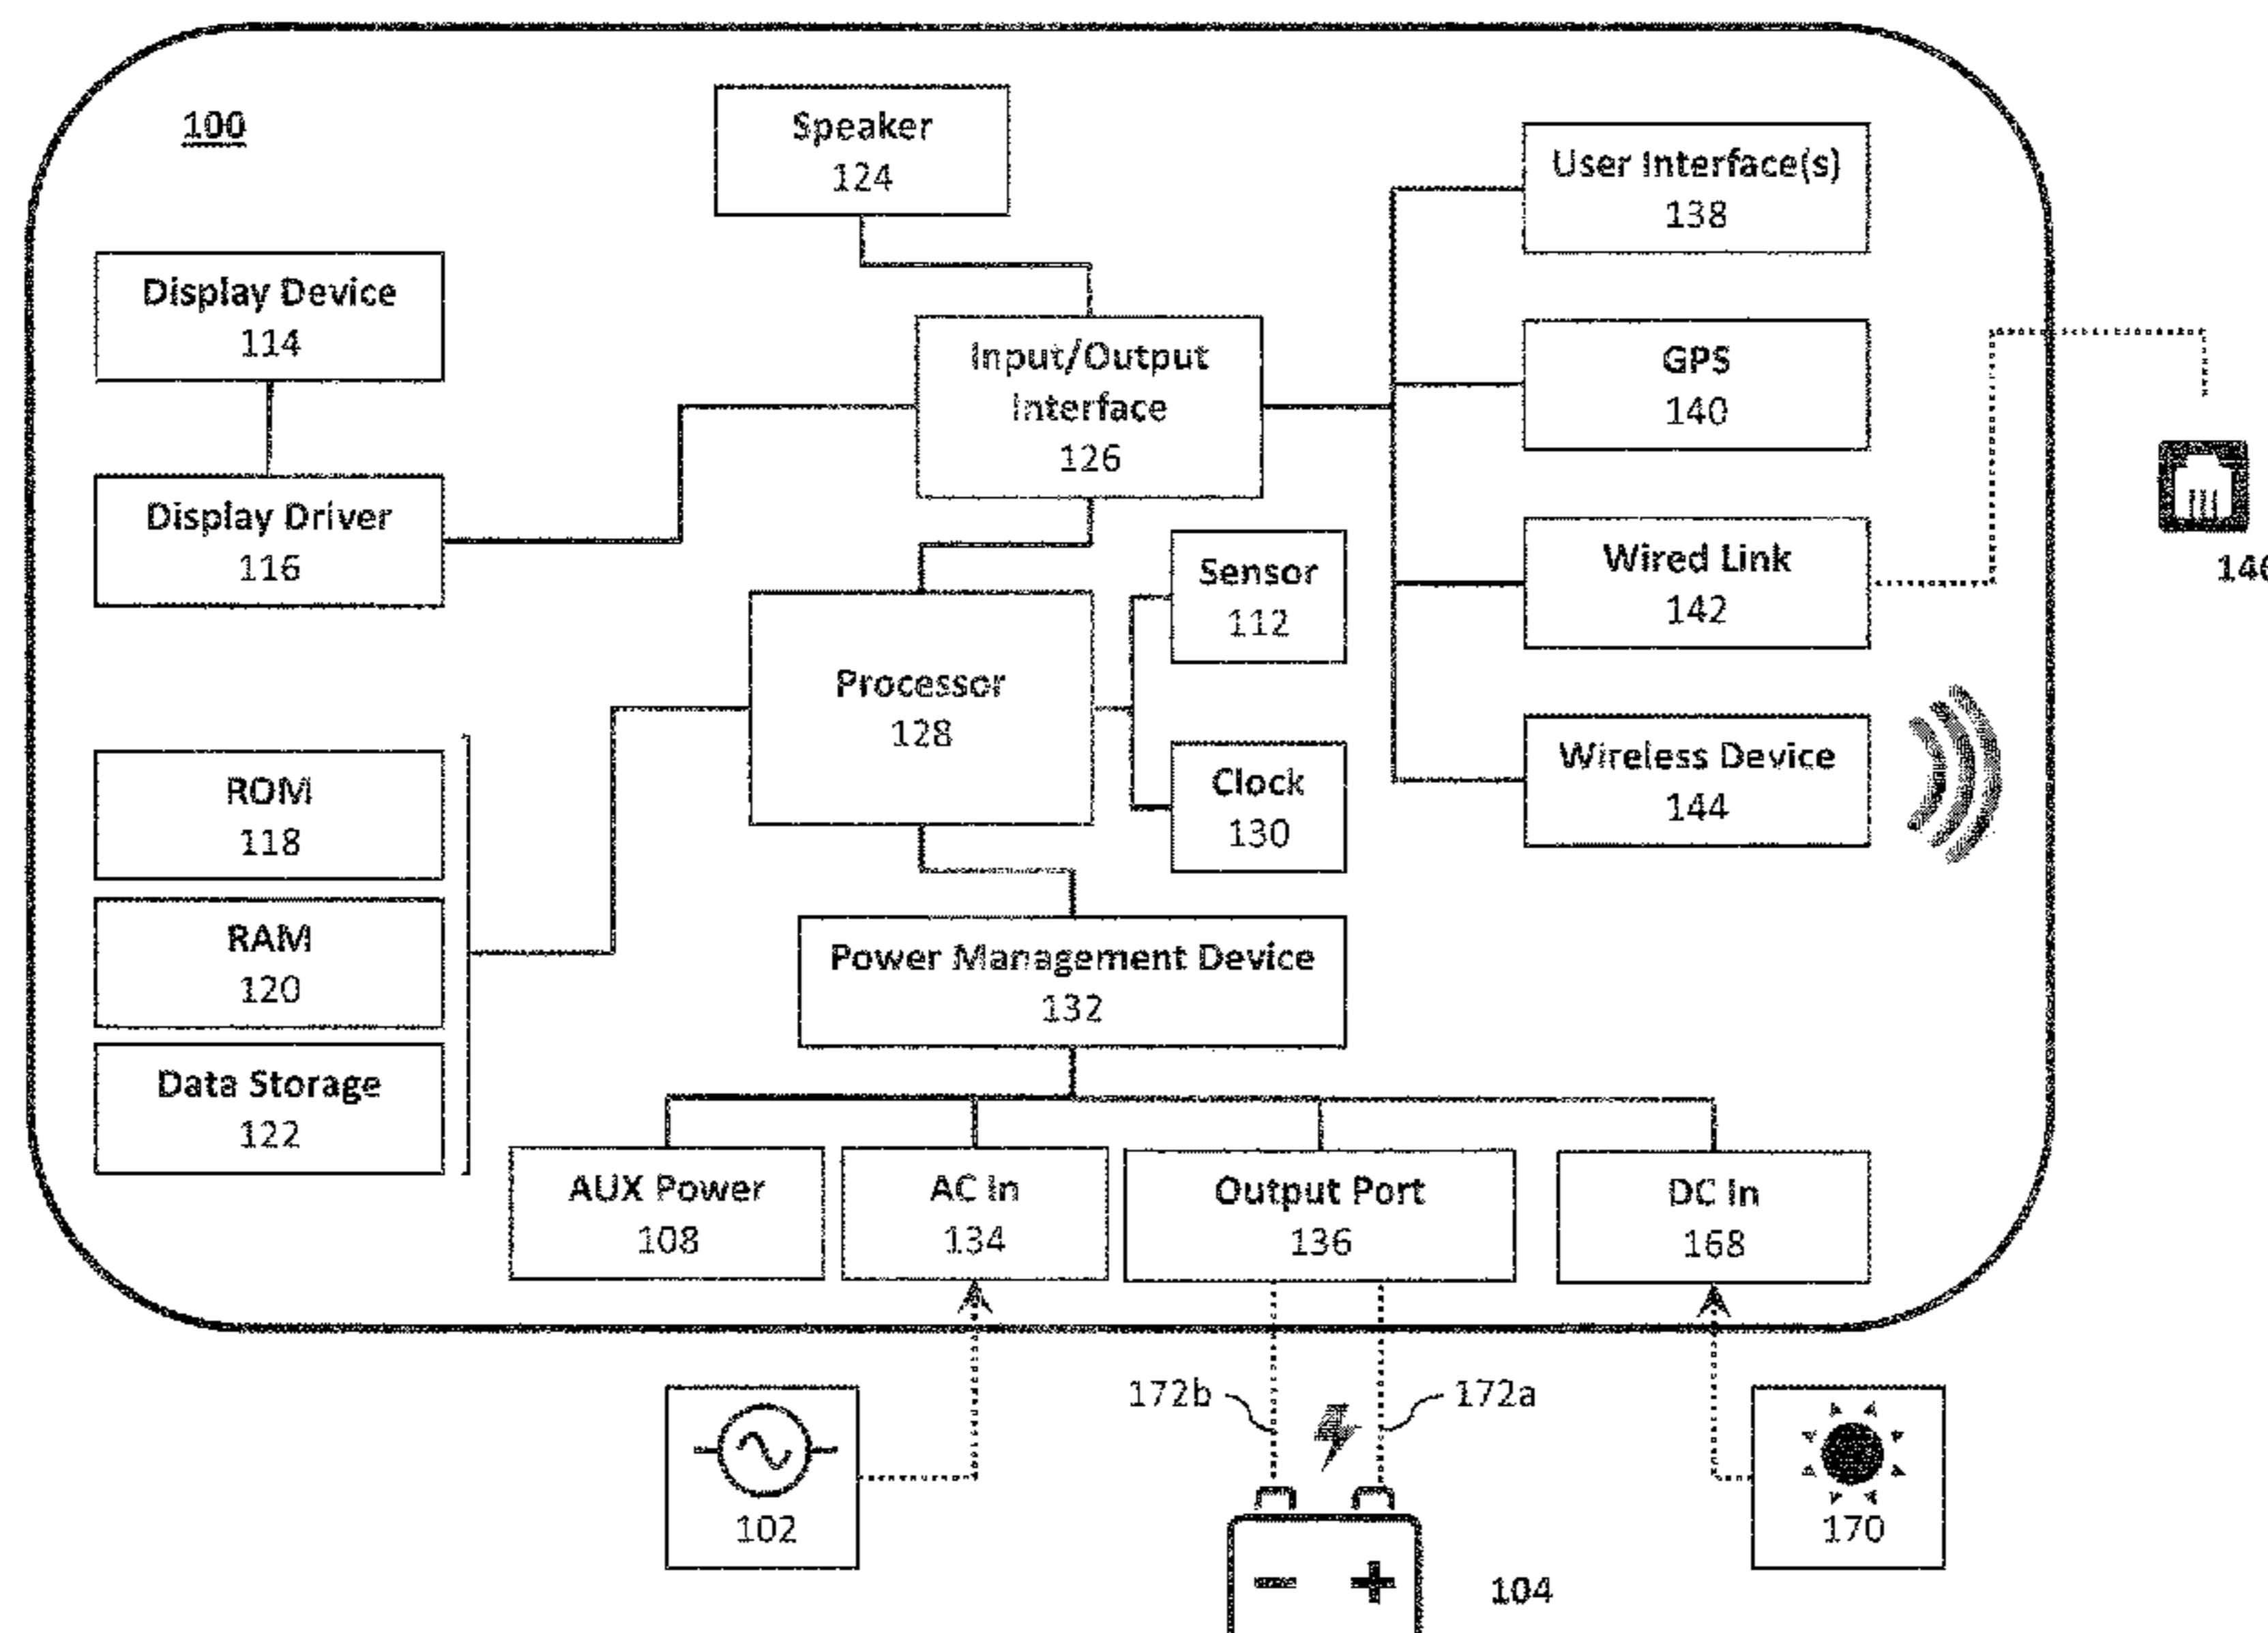 100
Speaker
124
User Interface(s)
138
Display Device
114
Input/Output
Interface
126
GPS
140
Display Driver
116
Sensor
112
Wired Link
142
Processor
128
Clock
130
Wireless Device
144
ROM
118
RAM
120
Data Storage
122
Power Management Device
132
AUX Power
108
AC In
134
Output Port
136
DC In
168
172b
172a
102
170
104